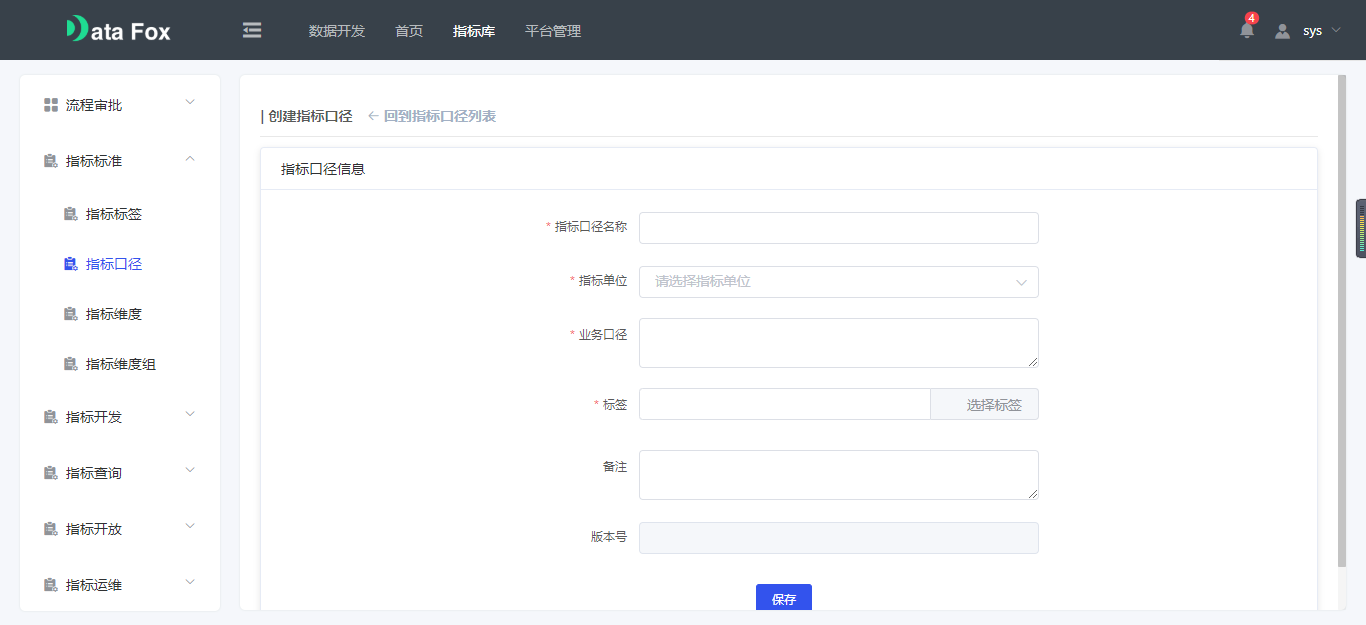 Data Fox
数据开发 首页 指标库 平台管理
4
sys
流程审批
指标标准
指标标签
指标口径
指标维度
指标维度组
指标开发
指标查询
指标开放
指标运维
| 创建指标口径 ← 回到指标口径列表
指标口径信息
* 指标口径名称
* 指标单位 请选择指标单位
* 业务口径
* 标签 选择标签
备注
版本号
保存